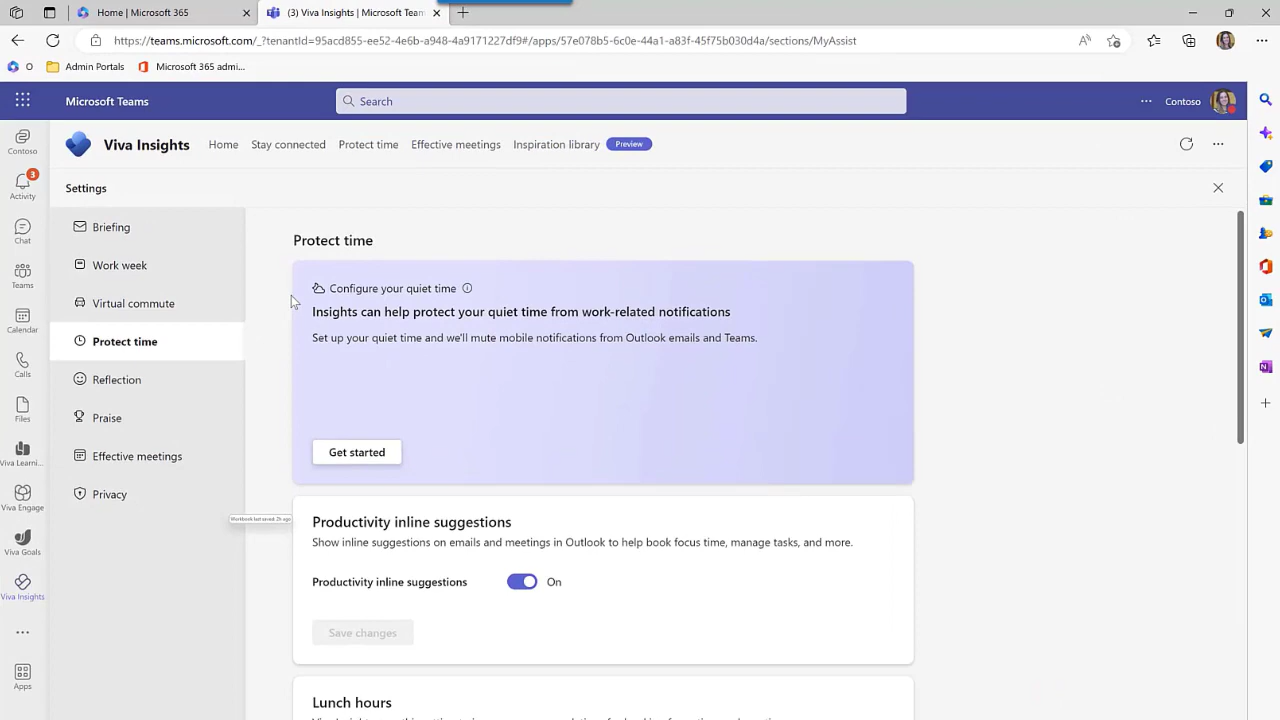 Home | Microsoft 365
(3) Viva Insights | Microsoft Tean
https://teams.microsoft.com/_?tenantId=95acd855-ee52-4e6b-a948-4a9171227df9#/apps/57e078b5-6c0e-44a1-a83f-45f75b030d4a/sections/MyAssist
O
Admin Portals
Microsoft 365 admi...
Microsoft Teams
Search
Contoso
Contoso
Viva Insights
Home
Stay connected
Protect time
Effective meetings
Inspiration library
Preview
3
Activity
Settings
Chat
Teams
Calendar
Calls
Files
Viva Learni...
Viva Engage
Viva Goals
Viva Insights
Apps
Briefing
Work week
Virtual commute
Protect time
Reflection
Praise
Effective meetings
Privacy
Workbook last saved: 2h ago
Protect time
Configure your quiet time
Insights can help protect your quiet time from work-related notifications
Set up your quiet time and we'll mute mobile notifications from Outlook emails and Teams.
Get started
Productivity inline suggestions
Show inline suggestions on emails and meetings in Outlook to help book focus time, manage tasks, and more.
Productivity inline suggestions
On
Save changes
Lunch hours